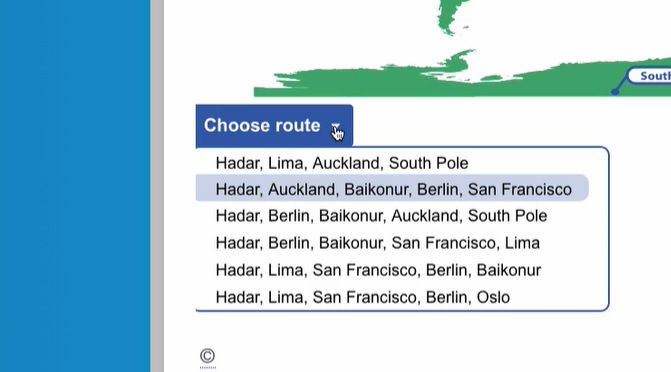 South
Choose route
Hadar, Lima, Auckland, South Pole
Hadar, Auckland, Baikonur, Berlin, San Francisco
Hadar, Berlin, Baikonur, Auckland, South Pole
Hadar, Berlin, Baikonur, San Francisco, Lima
Hadar, Lima, San Francisco, Berlin, Baikonur
Hadar, Lima, San Francisco, Berlin, Oslo
©